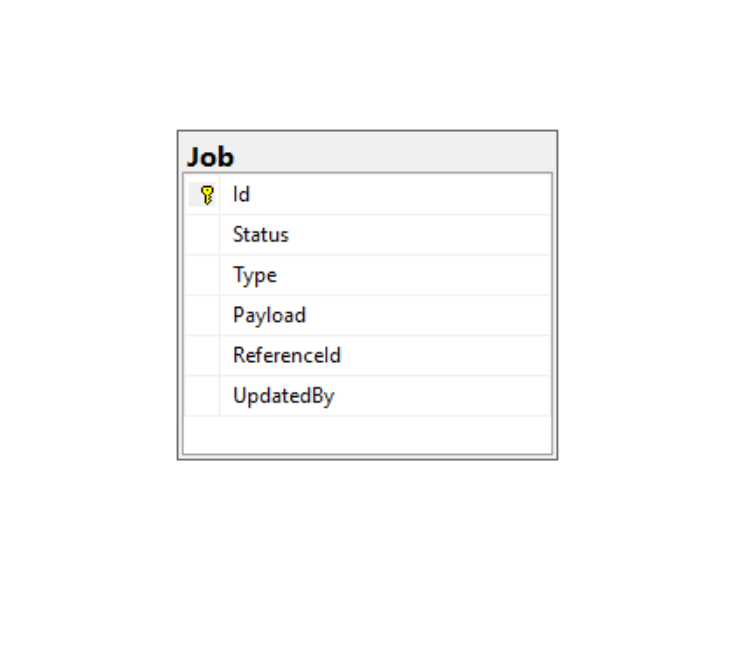 Job
Id
Status
Type
Payload
ReferenceId
UpdatedBy